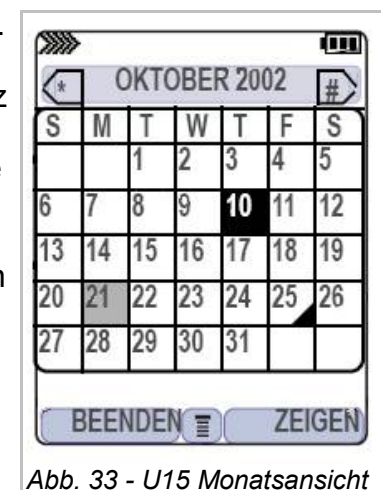 * OKTOBER 2002 #
S M T W T F S
1 2 3 4 5
6 7 8 9 10 11 12
13 14 15 16 17 18 19
20 21 22 23 24 25 26
27 28 29 30 31
BEENDEN ZEIGEN
Abb. 33 - U15 Monatsansicht